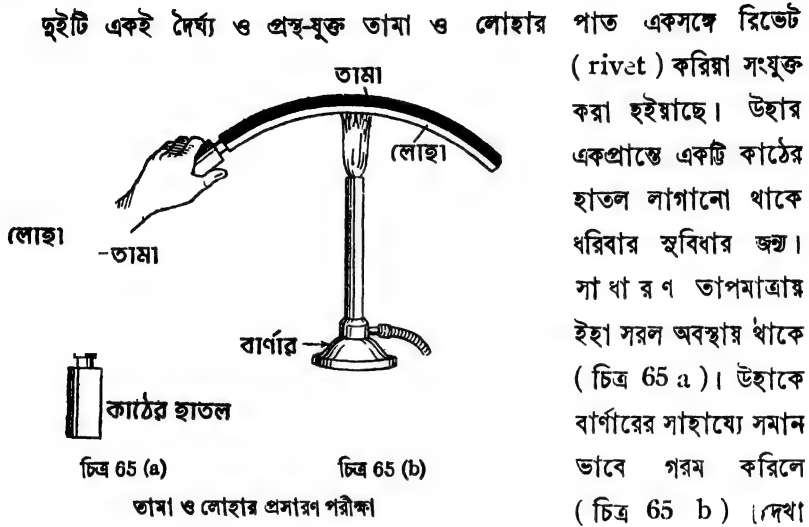 দুইটি একই দৈর্ঘ্য ও প্রস্থ-যুক্ত তামা ও লোহার পাত একসঙ্গে রিভেট
( rivet ) করিয়া সংযুক্ত
করা হইয়াছে। উহার
একপ্রান্তে একটি কাঠের
হাতল লাগানো থাকে
ধরিবার সুবিধার জন্য।
সাধারণ তাপমাত্রায়
ইহা সরল অবস্থায় থাকে
( চিত্র 65 a )। উহাকে
বার্ণারের সাহায্যে সমান
ভাবে গরম করিলে
( চিত্র 65 b ) দেখা
তামা
লোহা
লোহা
-তামা
বার্ণার
কাঠের হাতল
চিত্র 65 (a)
চিত্র 65 (b)
তামা ও লোহার প্রসারণ পরীক্ষা